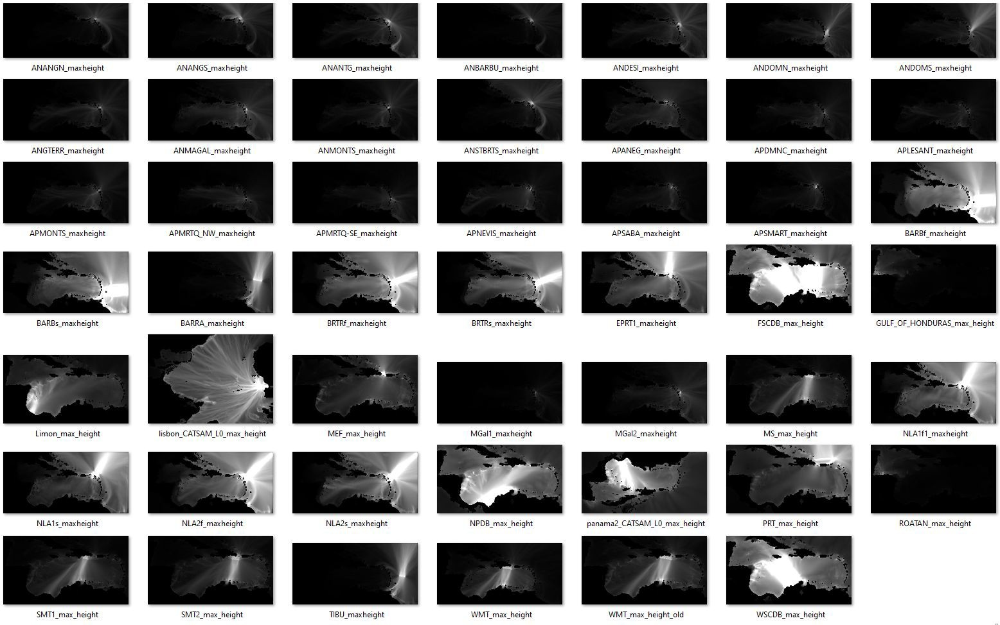 ANANGN_maxheight ANANGS_maxheight ANANTG_maxheight ANBARBU_maxheight ANDESI_maxheight ANDOMN_maxheight ANDOMS_maxheight
ANGTERR_maxheight ANMAGAL_maxheight ANMONTS_maxheight ANSTBRTS_maxheight APANEG_maxheight APDMNC_maxheight APLESANT_maxheight
APMONTS_maxheight APMRTQ_NW_maxheight APMRTQ-SE_maxheight APNEVIS_maxheight APSABA_maxheight APSMART_maxheight BARBf_maxheight
BARBs_maxheight BARRA_maxheight BRTRf_maxheight BRTRs_maxheight EPRT1_maxheight FSCDB_max_height GULF_OF_HONDURAS_max_height
Limon_max_height lisbon_CATSAM_L0_max_height MEF_max_height MGal1_maxheight MGal2_maxheight MS_max_height NLA1f1_maxheight
NLA1s_maxheight NLA2f_maxheight NLA2s_maxheight NPDB_max_height panama2_CATSAM_L0_max_height PRT_max_height ROATAN_max_height
SMT1_max_height SMT2_max_height TIBU_maxheight WMT_max_height WMT_max_height_old WSCDB_max_height